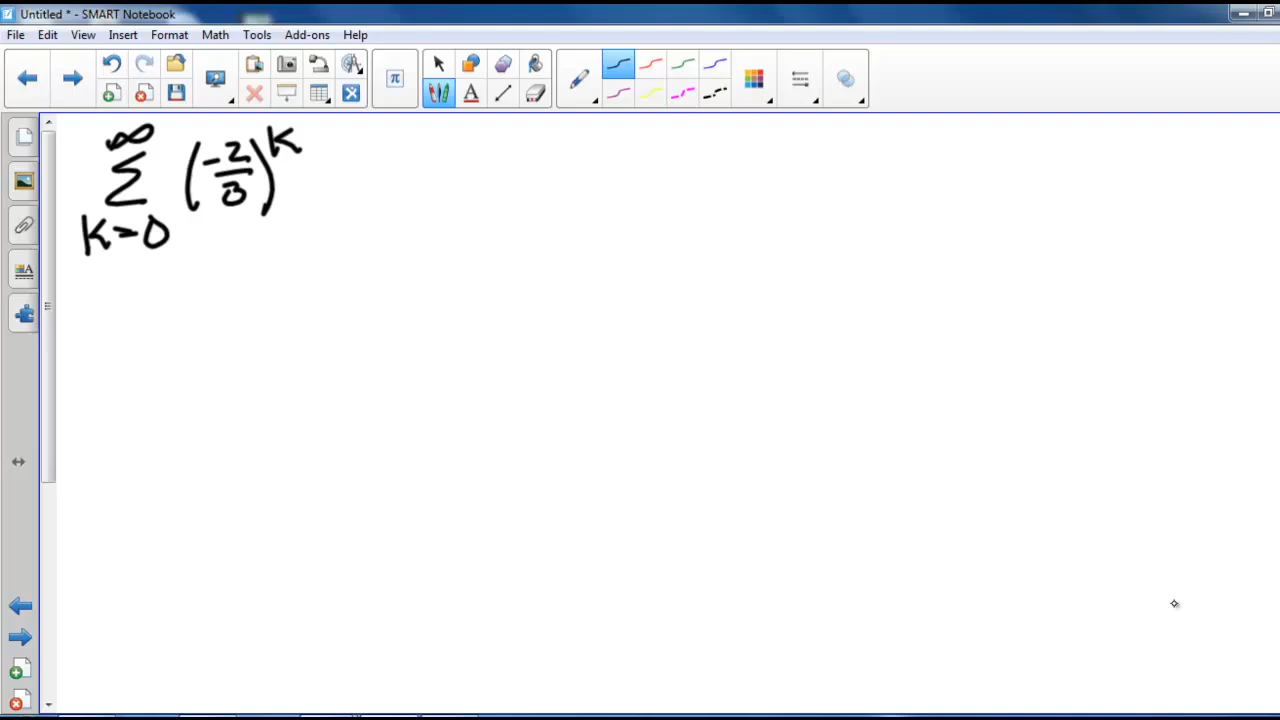 Untitled * - SMART Notebook
File Edit View Insert Format Math Tools Add-ons Help
π
A
A
∞
Σ (-2/3)^K
K=0